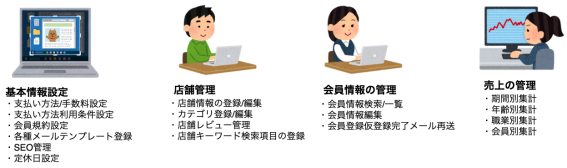 基本情報設定
・支払い方法/手数料設定
・支払い方法利用条件設定
・会員規約設定
・各種メールテンプレート登録
・SEO管理
・定休日設定
店舗管理
・店舗情報の登録/編集
・カテゴリ登録/編集
・店舗レビュー管理
・店舗キーワード検索項目の登録
会員情報の管理
・会員情報検索/一覧
・会員情報編集
・会員登録仮登録完了メール再送
売上の管理
・期間別集計
・年齢別集計
・職業別集計
・会員別集計